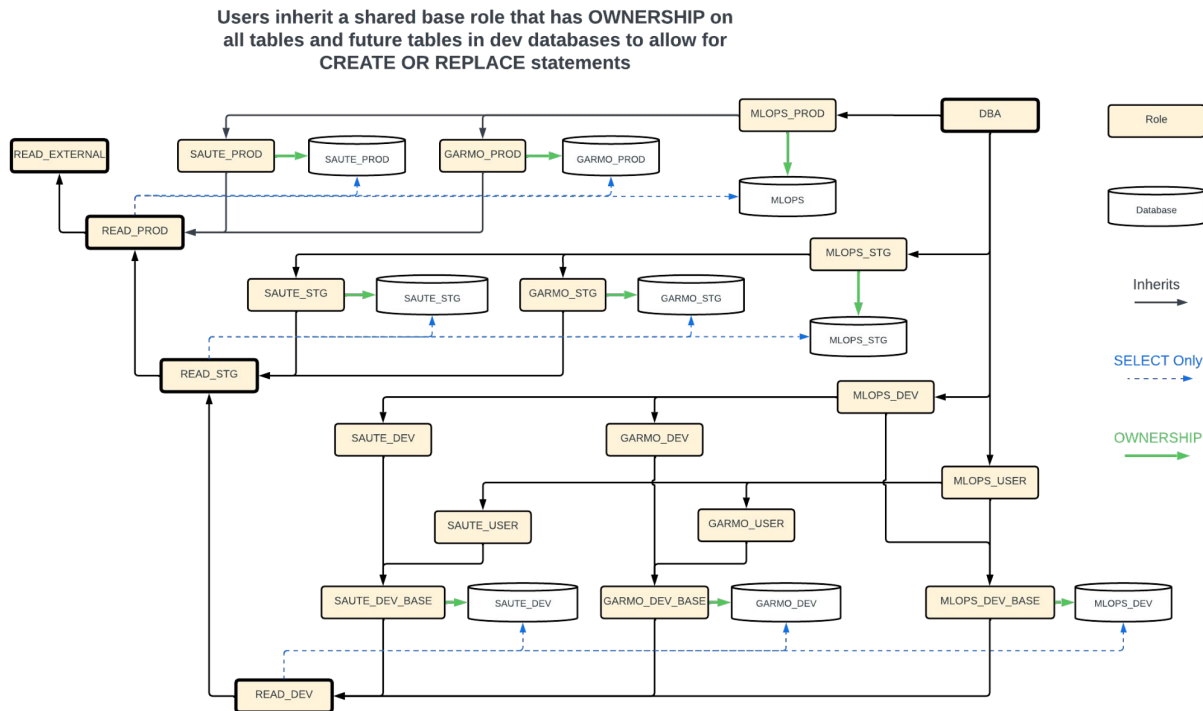 Users inherit a shared base role that has OWNERSHIP on
all tables and future tables in dev databases to allow for
CREATE OR REPLACE statements
MLOPS_PROD
DBA
Role
READ_EXTERNAL
SAUTE_PROD
SAUTE_PROD
GARMO_PROD
GARMO_PROD
MLOPS
Database
READ_PROD
MLOPS_STG
Inherits
SAUTE_STG
SAUTE_STG
GARMO_STG
GARMO_STG
MLOPS_STG
SELECT Only
READ_STG
MLOPS_DEV
SAUTE_DEV
GARMO_DEV
OWNERSHIP
MLOPS_USER
SAUTE_USER
GARMO_USER
SAUTE_DEV_BASE
SAUTE_DEV
GARMO_DEV_BASE
GARMO_DEV
MLOPS_DEV_BASE
MLOPS_DEV
READ_DEV